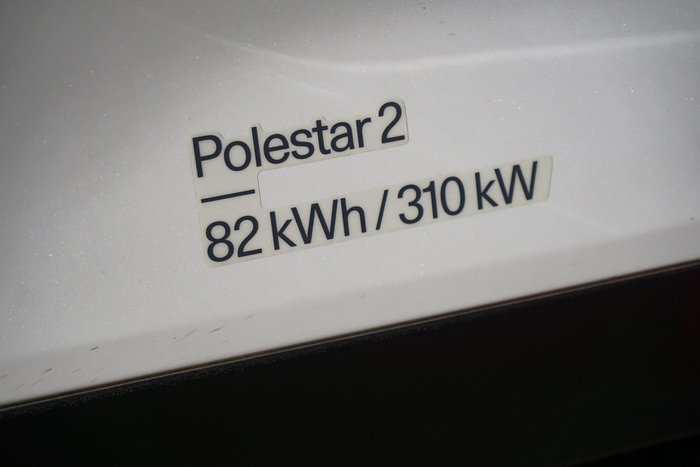 Polestar 2
—
82 kWh / 310 kW